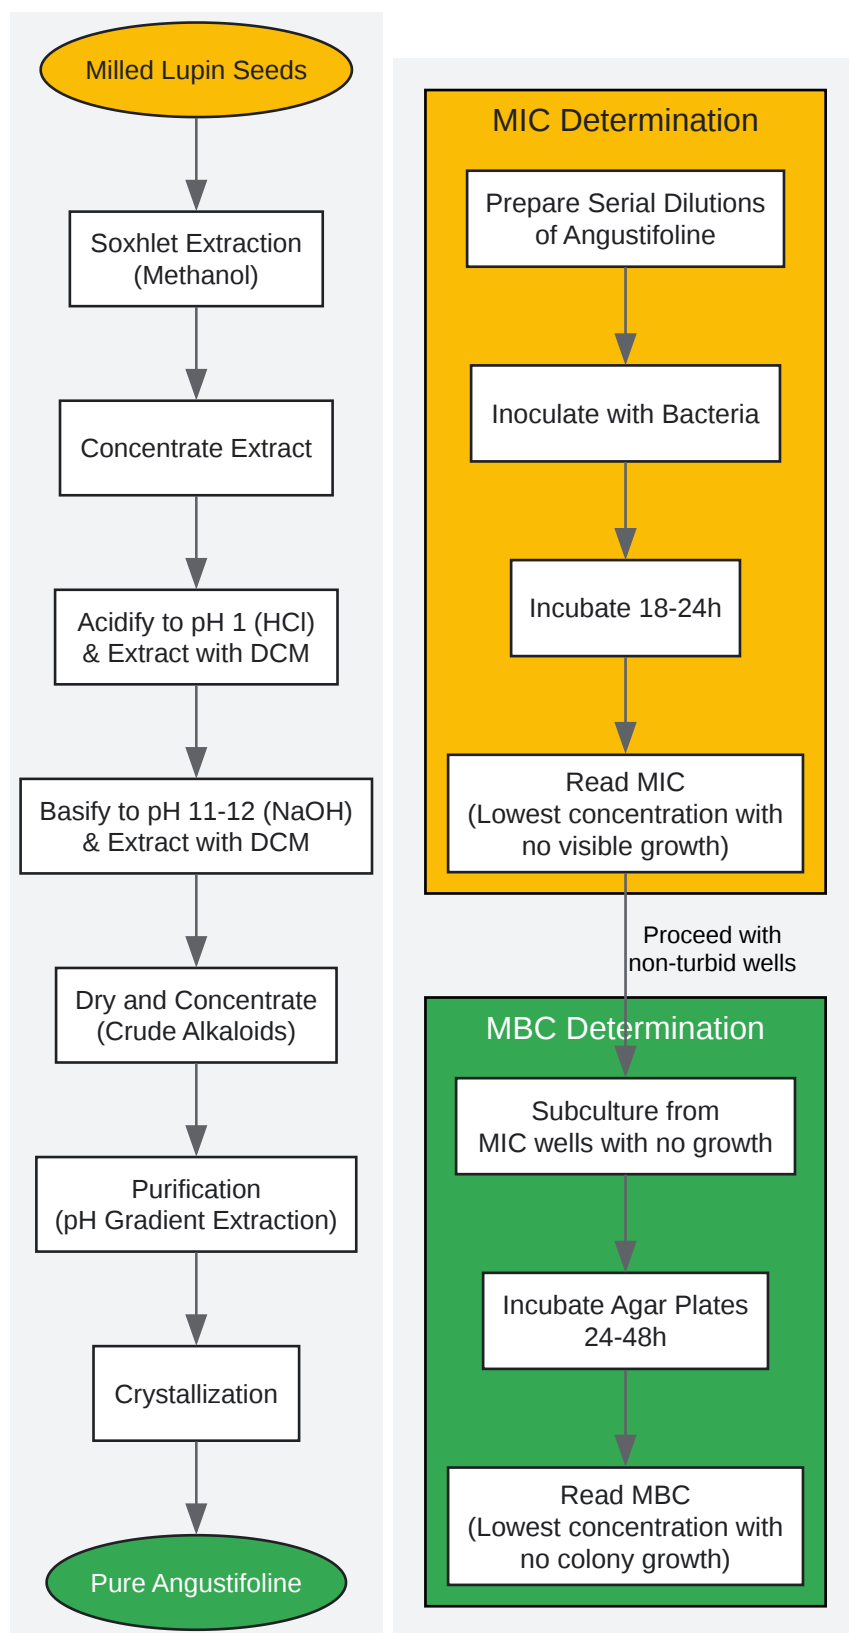 Milled Lupin Seeds
Soxhlet Extraction
(Methanol)
Concentrate Extract
Acidify to pH 1 (HCl)
& Extract with DCM
Basify to pH 11-12 (NaOH)
& Extract with DCM
Dry and Concentrate
(Crude Alkaloids)
Purification
(pH Gradient Extraction)
Crystallization
Pure Angustifoline
MIC Determination
Prepare Serial Dilutions
of Angustifoline
Inoculate with Bacteria
Incubate 18-24h
Read MIC
(Lowest concentration with
no visible growth)
Proceed with
non-turbid wells
MBC Determination
Subculture from
MIC wells with no growth
Incubate Agar Plates
24-48h
Read MBC
(Lowest concentration with
no colony growth)